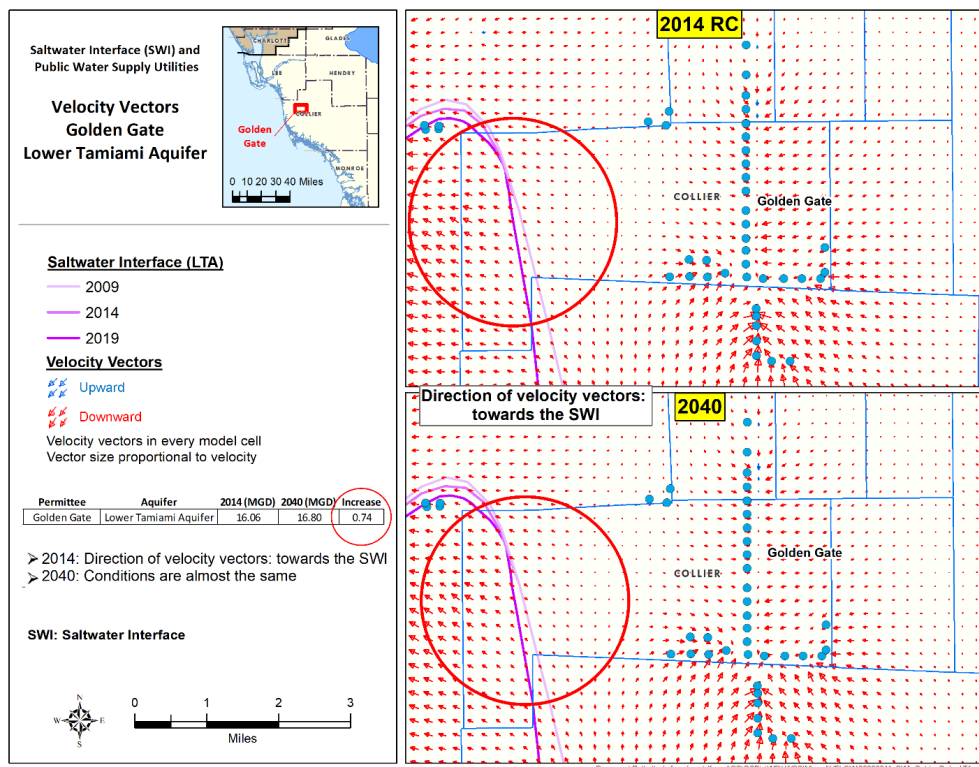 Saltwater Interface (SWI) and
Public Water Supply Utilities
Velocity Vectors
Golden Gate
Lower Tamiami Aquifer
CHARLOTTE
GLADES
LEE
HENDRY
COLLIER
Golden
Gate
MONROE
0 10 20 30 40 Miles
Saltwater Interface (LTA)
2009
2014
2019
Velocity Vectors
Upward
Downward
Velocity vectors in every model cell
Vector size proportional to velocity
Permittee Aquifer 2014 (MGD) 2040 (MGD) Increase
Golden Gate Lower Tamiami Aquifer 16.06 16.80 0.74
➢ 2014: Direction of velocity vectors: towards the SWI
➢ 2040: Conditions are almost the same
SWI: Saltwater Interface
N
W E
S
0 1 2 3
Miles
2014 RC
COLLIER
Golden Gate
Direction of velocity vectors:
towards the SWI
2040
Golden Gate
COLLIER